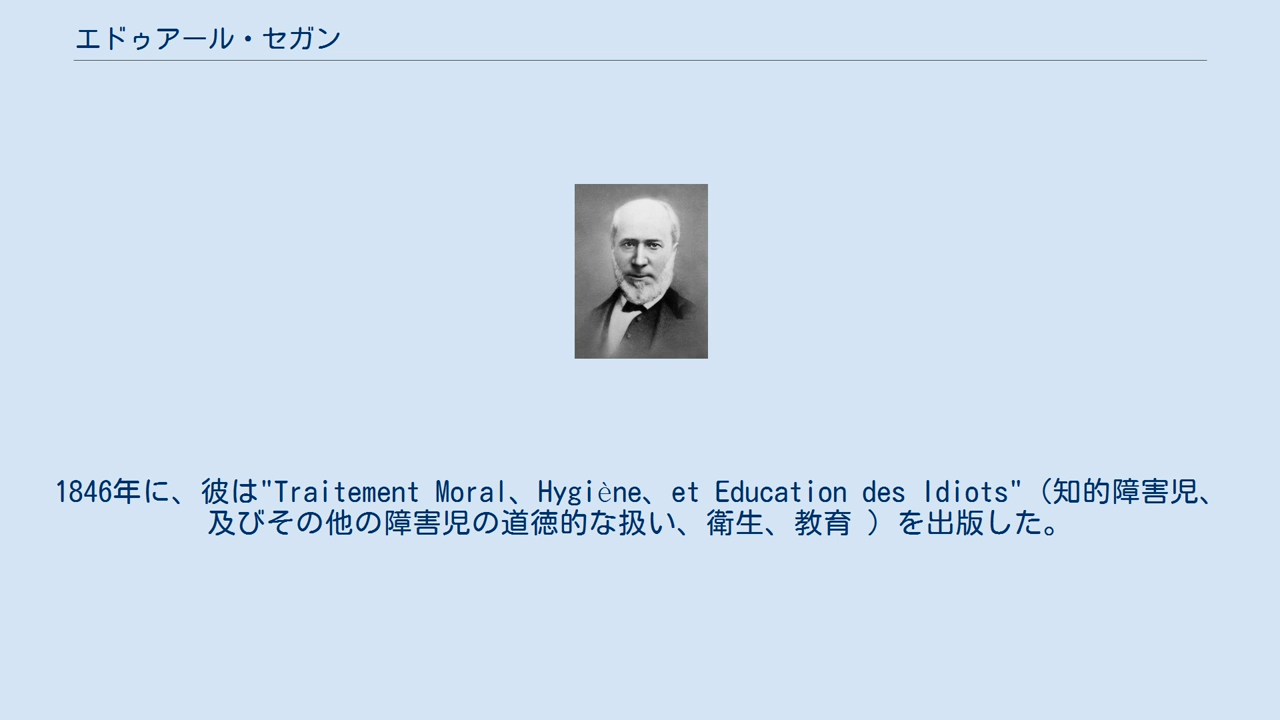 エドゥアール・セガン
1846年に、彼は"Traitement Moral、Hygiène、et Education des Idiots"（知的障害児、
及びその他の障害児の道徳的な扱い、衛生、教育 ）を出版した。